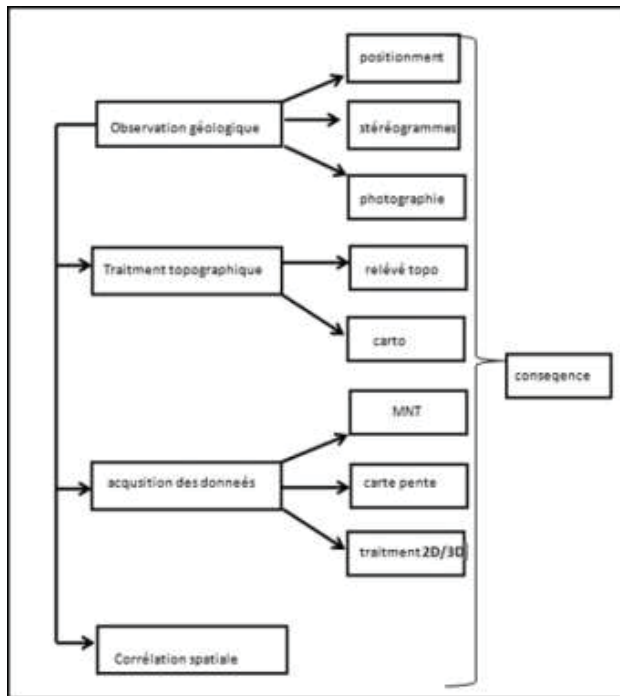 positionment
Observation géologique
stéréogrammes
photographie
Traitment topographique
relévé topo
carto
conseqence
MNT
acqusition des donneés
carte pente
traitment 2D/3D
Corrélation spatiale